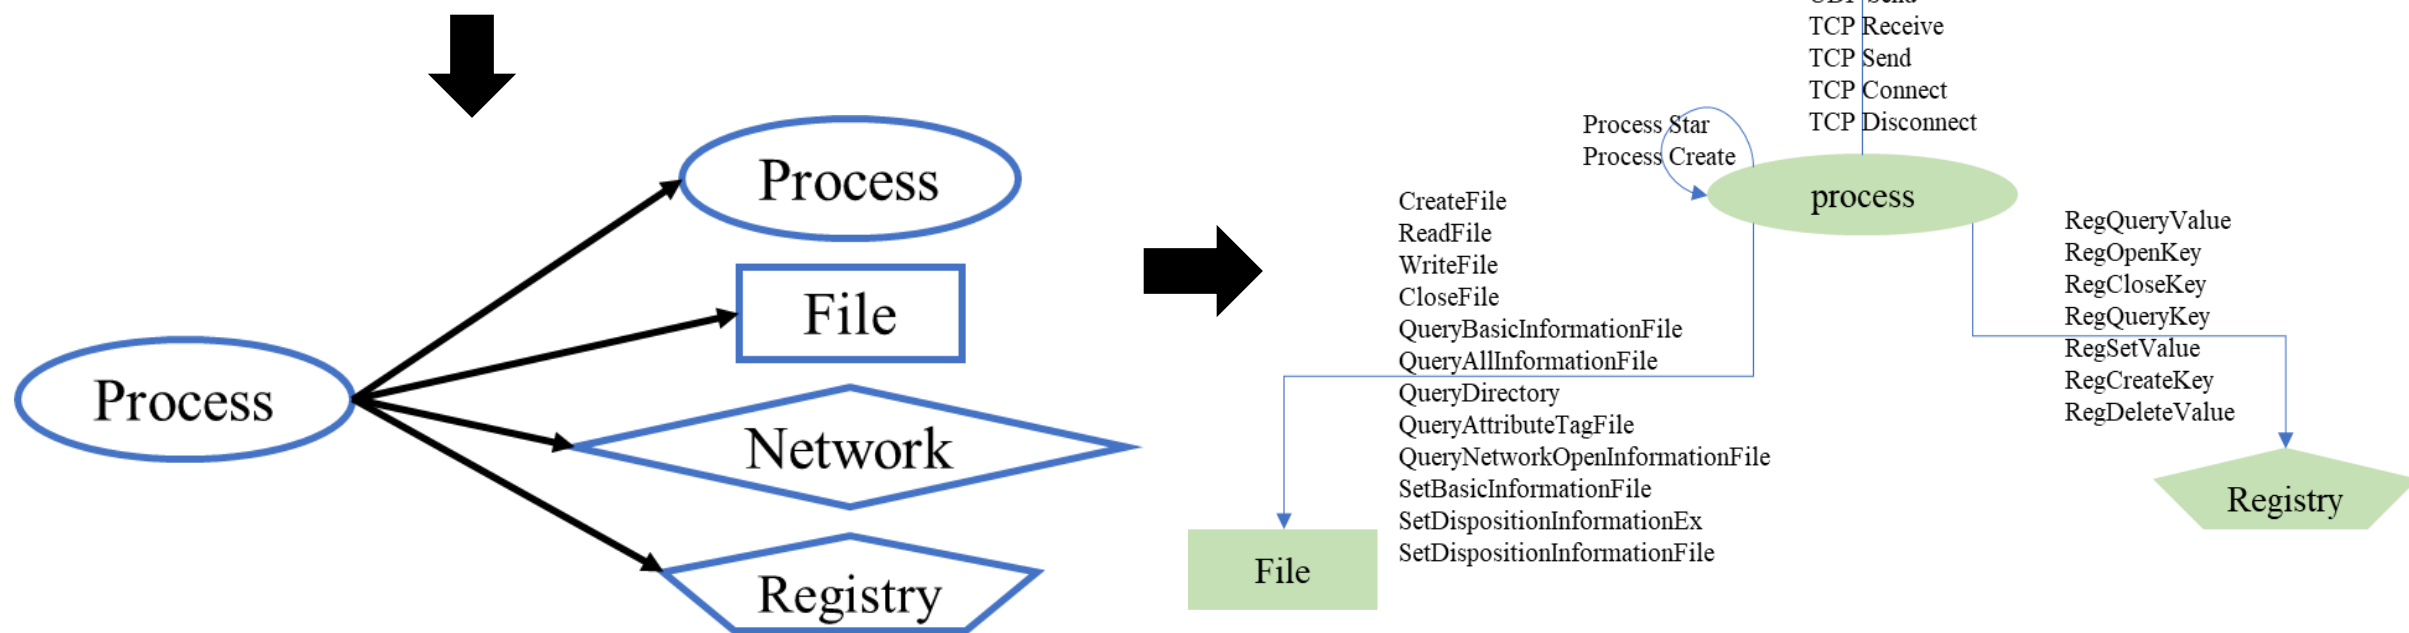 Process
Process
File
Network
Registry
Send
TCP Receive
TCP Send
TCP Connect
TCP Disconnect
Process Star
Process Create
process
CreateFile
ReadFile
WriteFile
CloseFile
QueryBasicInformationFile
QueryAllInformationFile
QueryDirectory
QueryAttributeTagFile
QueryNetworkOpenInformationFile
SetBasicInformationFile
SetDispositionInformationEx
SetDispositionInformationFile
File
RegQueryValue
RegOpenKey
RegCloseKey
RegQueryKey
RegSetValue
RegCreateKey
RegDeleteValue
Registry